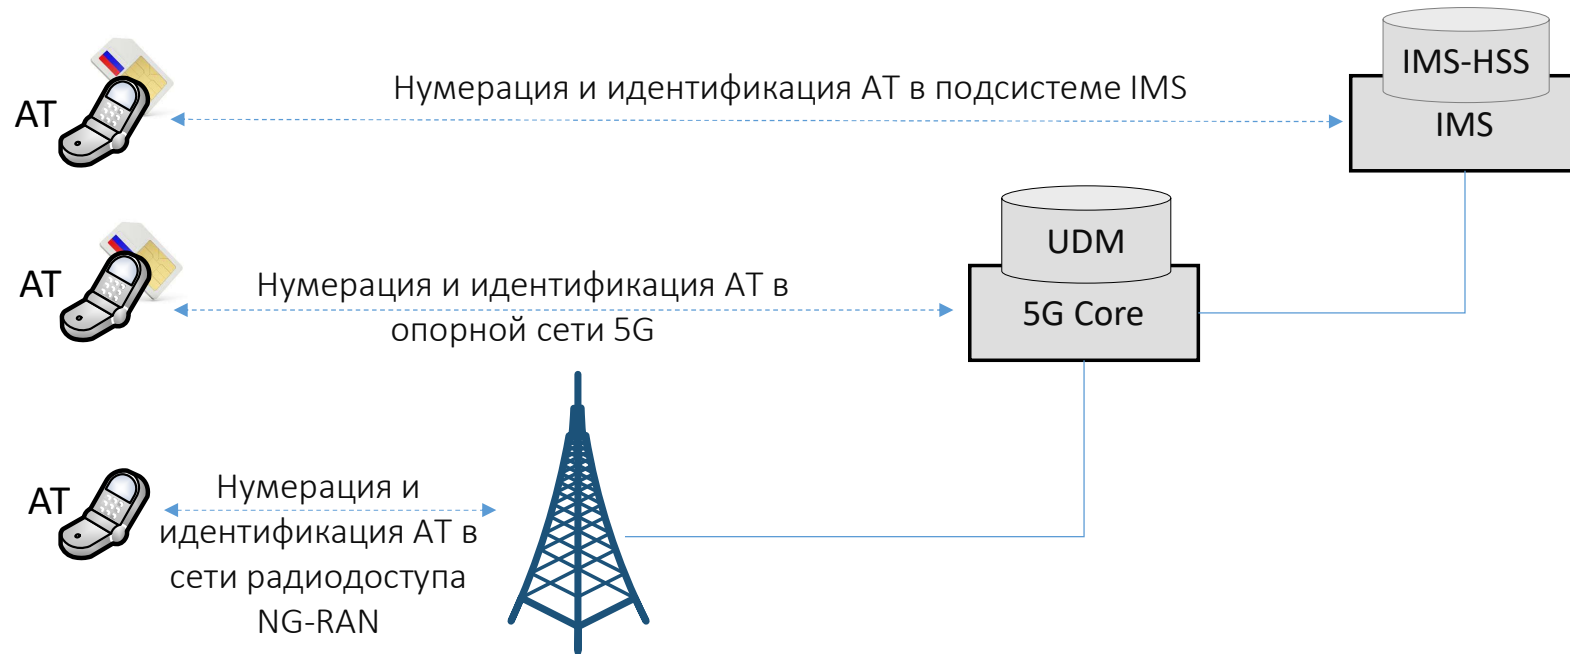 IMS-HSS
АТ
Нумерация и идентификация АТ в подсистеме IMS
IMS
UDM
АТ
Нумерация и идентификация АТ в
опорной сети 5G
5G Core
АТ
Нумерация и
идентификация АТ в
сети радиодоступа
NG-RAN